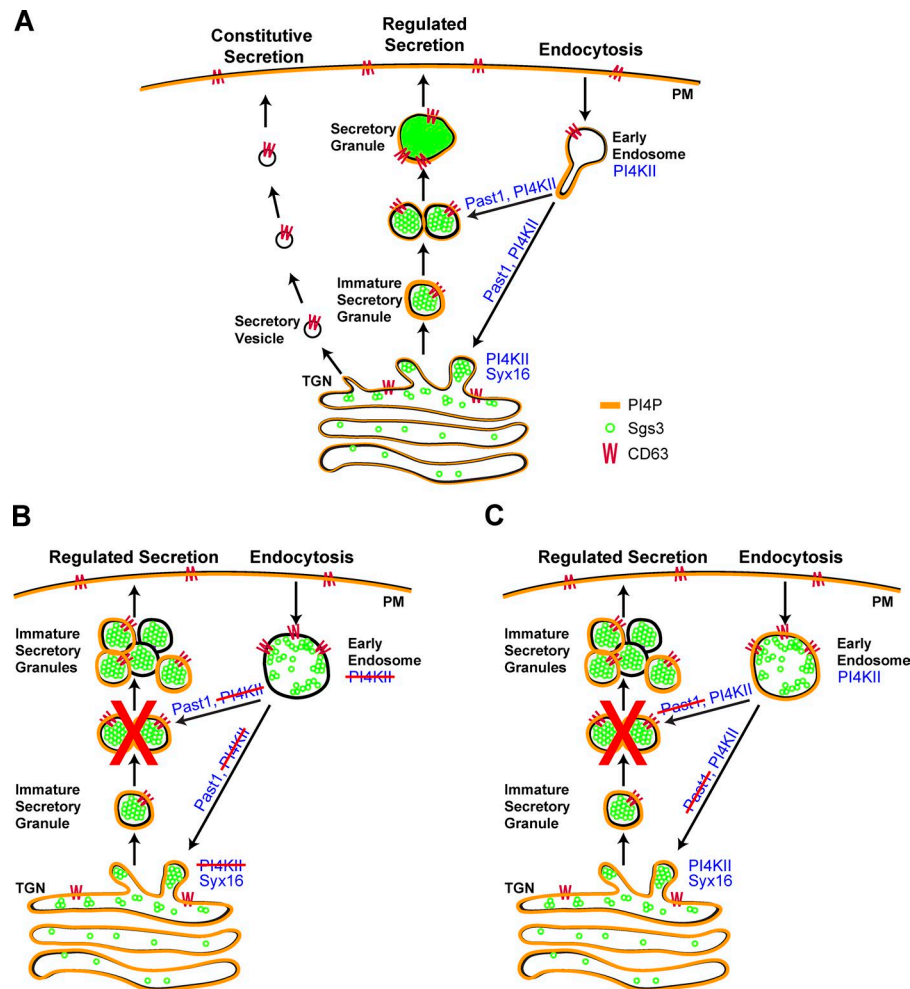 A
Constitutive
Secretion
Regulated
Secretion
Endocytosis
PM
Secretory
Granule
Early
Endosome
PI4KII
Past1, PI4KII
Past1, PI4KII
Immature
Secretory
Granule
Secretory
Vesicle
PI4KII
Syx16
TGN
PI4P
Sgs3
CD63
B
Regulated Secretion
Endocytosis
PM
Immature
Secretory
Granules
Early
Endosome
PI4KII
Past1, PI4KII
Past1, PI4KII
Immature
Secretory
Granule
PI4KII
Syx16
TGN
C
Regulated Secretion
Endocytosis
PM
Immature
Secretory
Granules
Early
Endosome
PI4KII
Past1, PI4KII
Past1, PI4KII
Immature
Secretory
Granule
PI4KII
Syx16
TGN